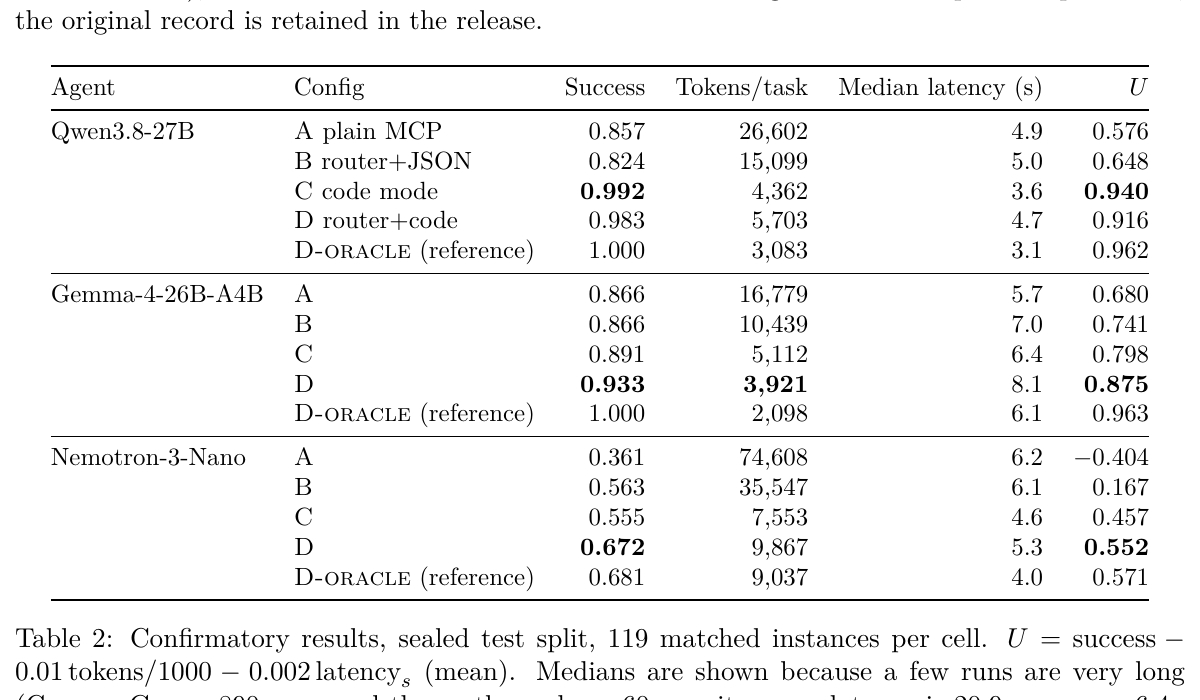 the original record is retained in the release.
Agent Config Success Tokens/task Median latency (s) U
Qwen3.8-27B A plain MCP 0.857 26,602 4.9 0.576
B router+JSON 0.824 15,099 5.0 0.648
C code mode 0.992 4,362 3.6 0.940
D router+code 0.983 5,703 4.7 0.916
D-ORACLE (reference) 1.000 3,083 3.1 0.962
Gemma-4-26B-A4B A 0.866 16,779 5.7 0.680
B 0.866 10,439 7.0 0.741
C 0.891 5,112 6.4 0.798
D 0.933 3,921 8.1 0.875
D-ORACLE (reference) 1.000 2,098 6.1 0.963
Nemotron-3-Nano A 0.361 74,608 6.2 −0.404
B 0.563 35,547 6.1 0.167
C 0.555 7,553 4.6 0.457
D 0.672 9,867 5.3 0.552
D-ORACLE (reference) 0.681 9,037 4.0 0.571
Table 2: Confirmatory results, sealed test split, 119 matched instances per cell. U = success −
0.01 tokens/1000 − 0.002 latency_s (mean). Medians are shown because a few runs are very long